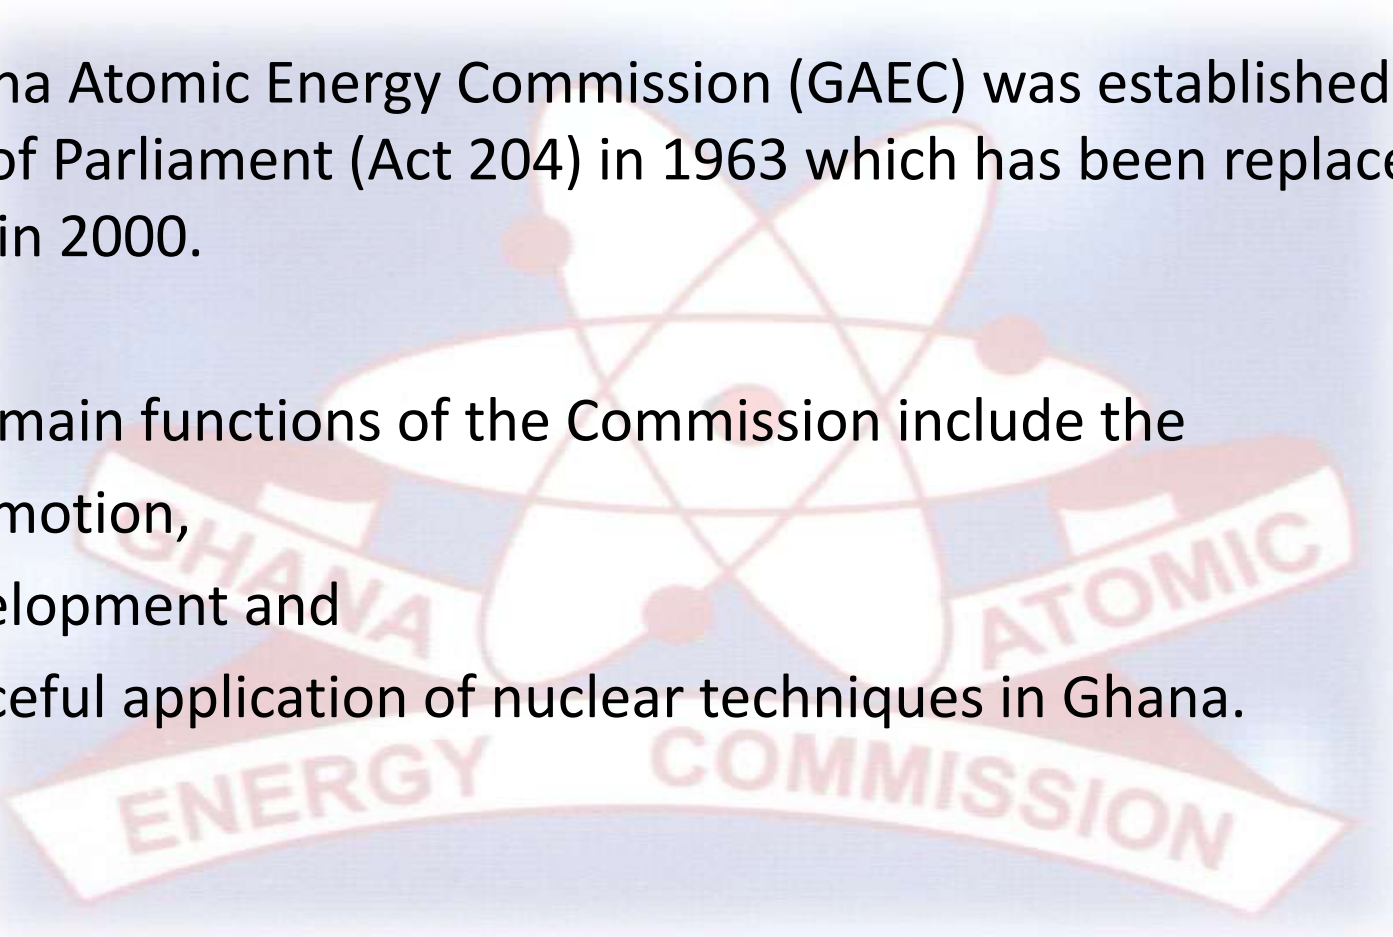 na Atomic Energy Commission (GAEC) was established
of Parliament (Act 204) in 1963 which has been replace
in 2000.
main functions of the Commission include the
motion,
elopment and
ceful application of nuclear techniques in Ghana.
GHANA ATOMIC
ENERGY COMMISSION